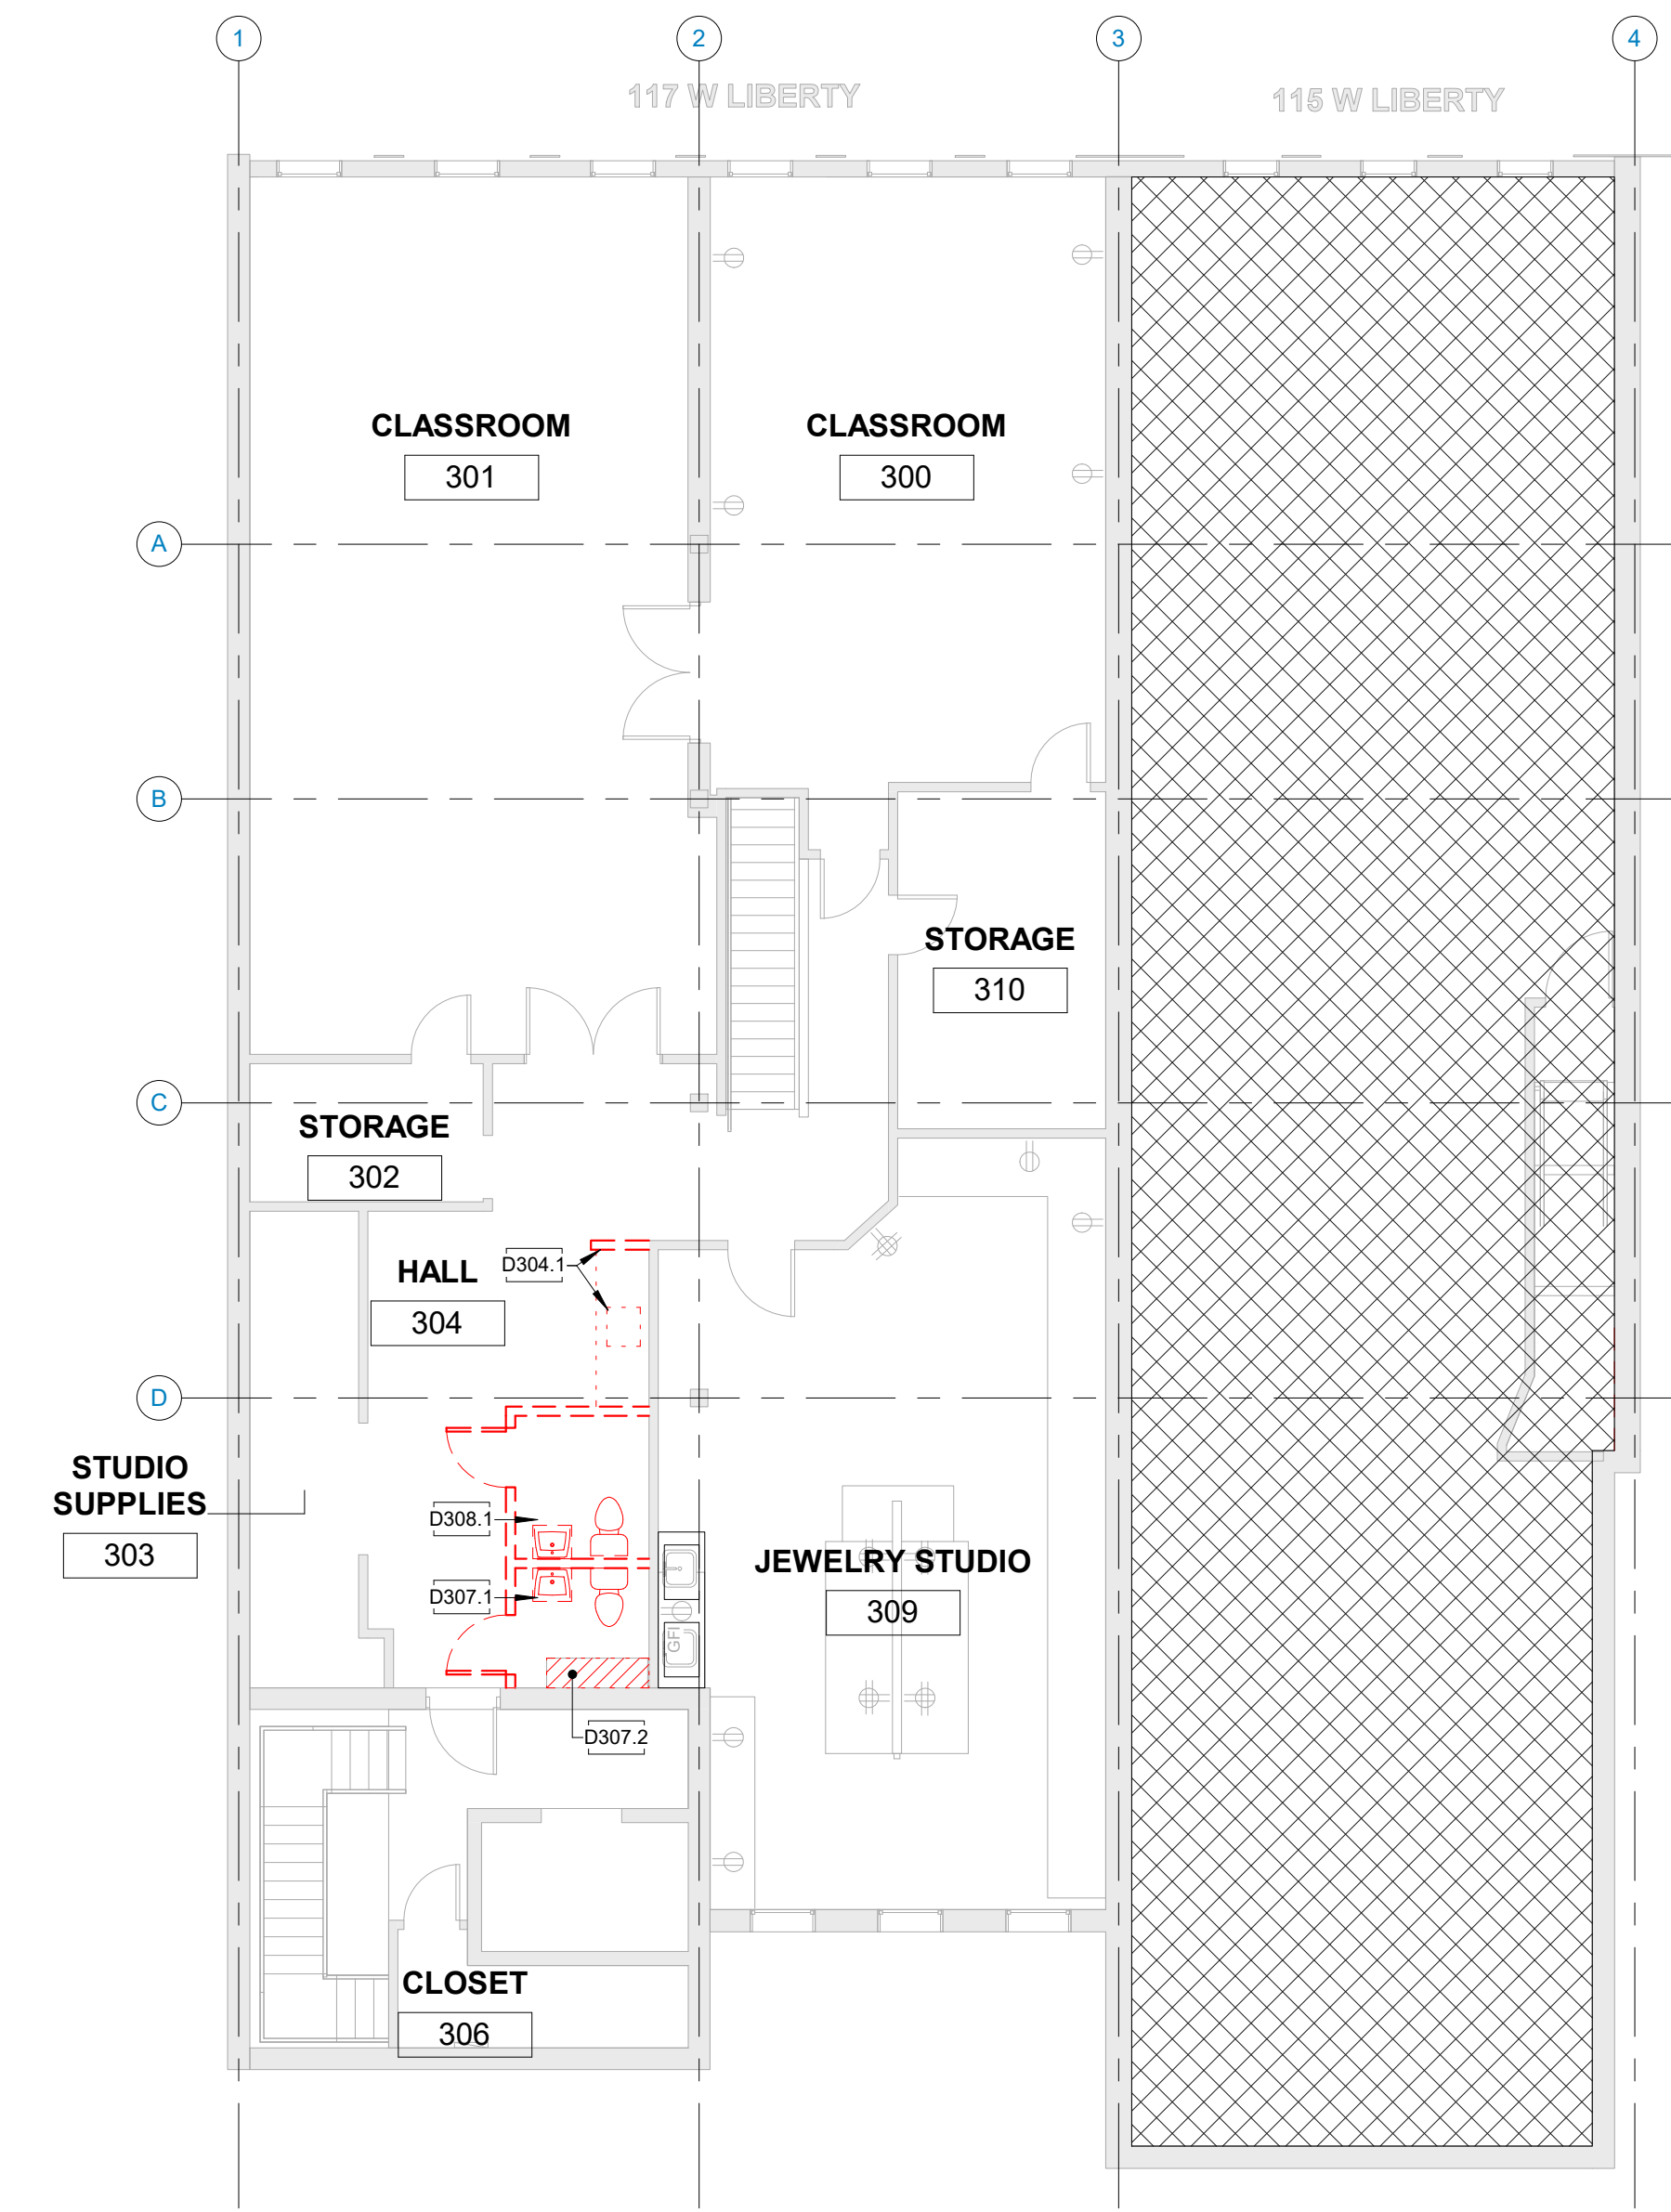 1
2
3
4
117 W LIBERTY
115 W LIBERTY
CLASSROOM
301
CLASSROOM
300
A
B
STORAGE
310
C
STORAGE
302
D304.1
HALL
304
D
STUDIO
SUPPLIES
303
D308.1
D307.1
JEWELRY STUDIO
309
GFI
D307.2
CLOSET
306